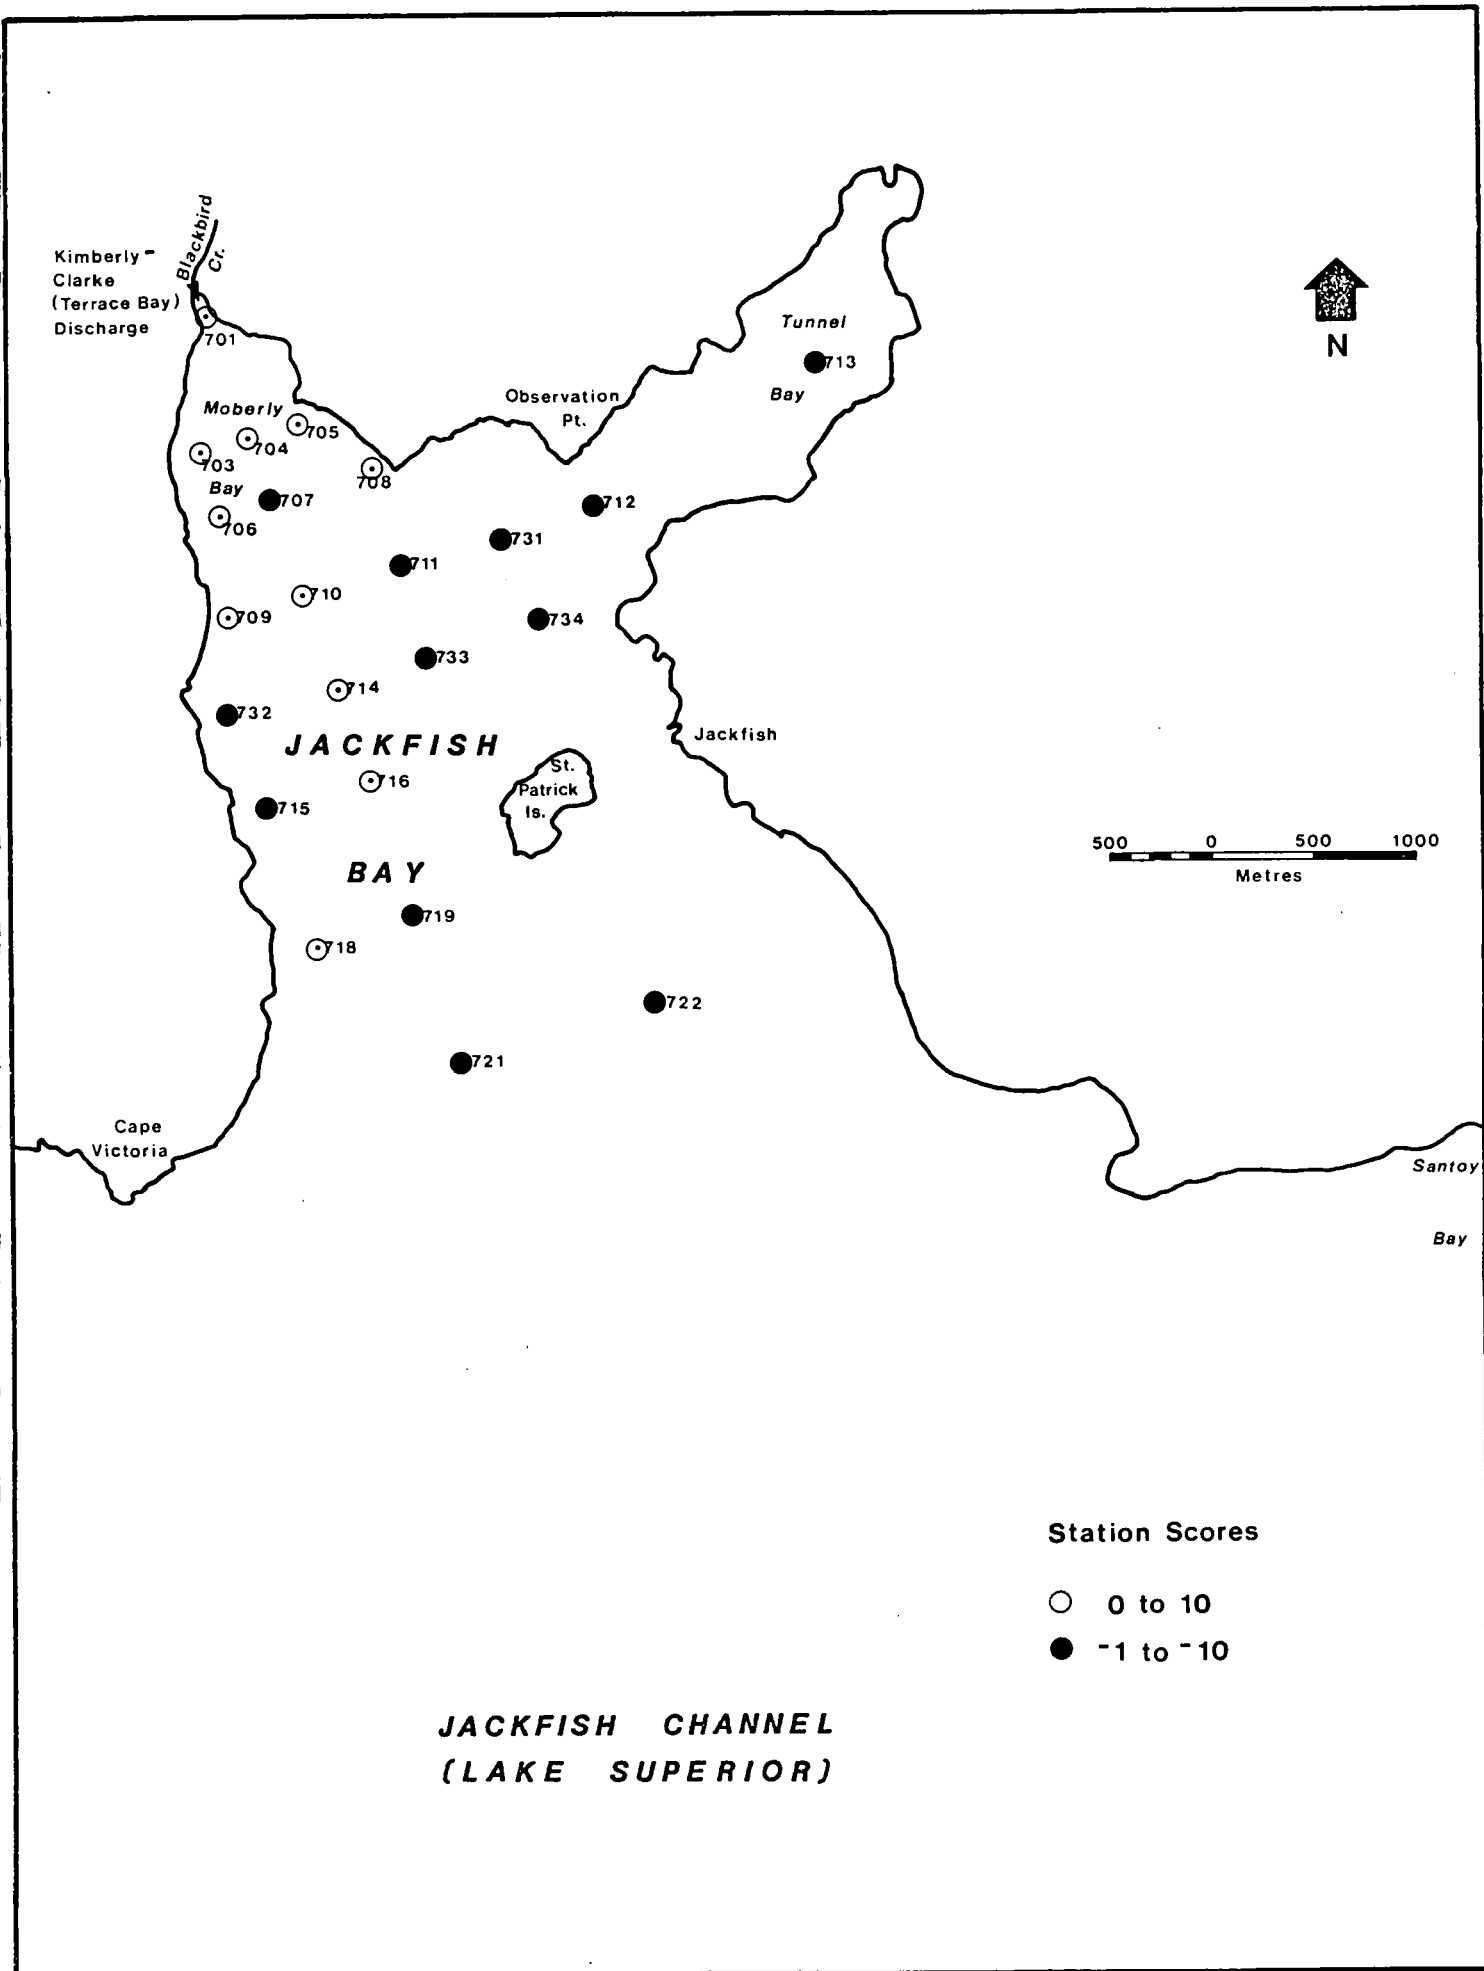 Blackbird
Cr.
Kimberly-
Clarke
(Terrace Bay)
Discharge
701
Tunnel
713
Bay
N
Observation
Pt.
Moberly
705
704
703
708
Bay
707
706
712
731
711
710
709
734
733
714
732
JACKFISH
Jackfish
716
St.
Patrick
Is.
715
500 0 500 1000
Metres
BAY
719
718
722
721
Cape
Victoria
Santoy
Bay
Station Scores
0 to 10
-1 to -10
JACKFISH CHANNEL
(LAKE SUPERIOR)